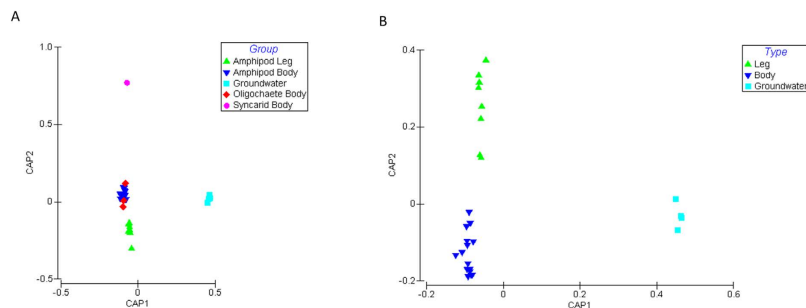 A
Group
Amphipod Leg
Amphipod Body
Groundwater
Oligochaete Body
Syncarid Body
1.0
0.5
0
-0.5
CAP2
-0.5
0
0.5
CAP1
B
Type
Leg
Body
Groundwater
0.4
0.2
0
-0.2
CAP2
-0.2
0
0.2
0.4
0.6
CAP1